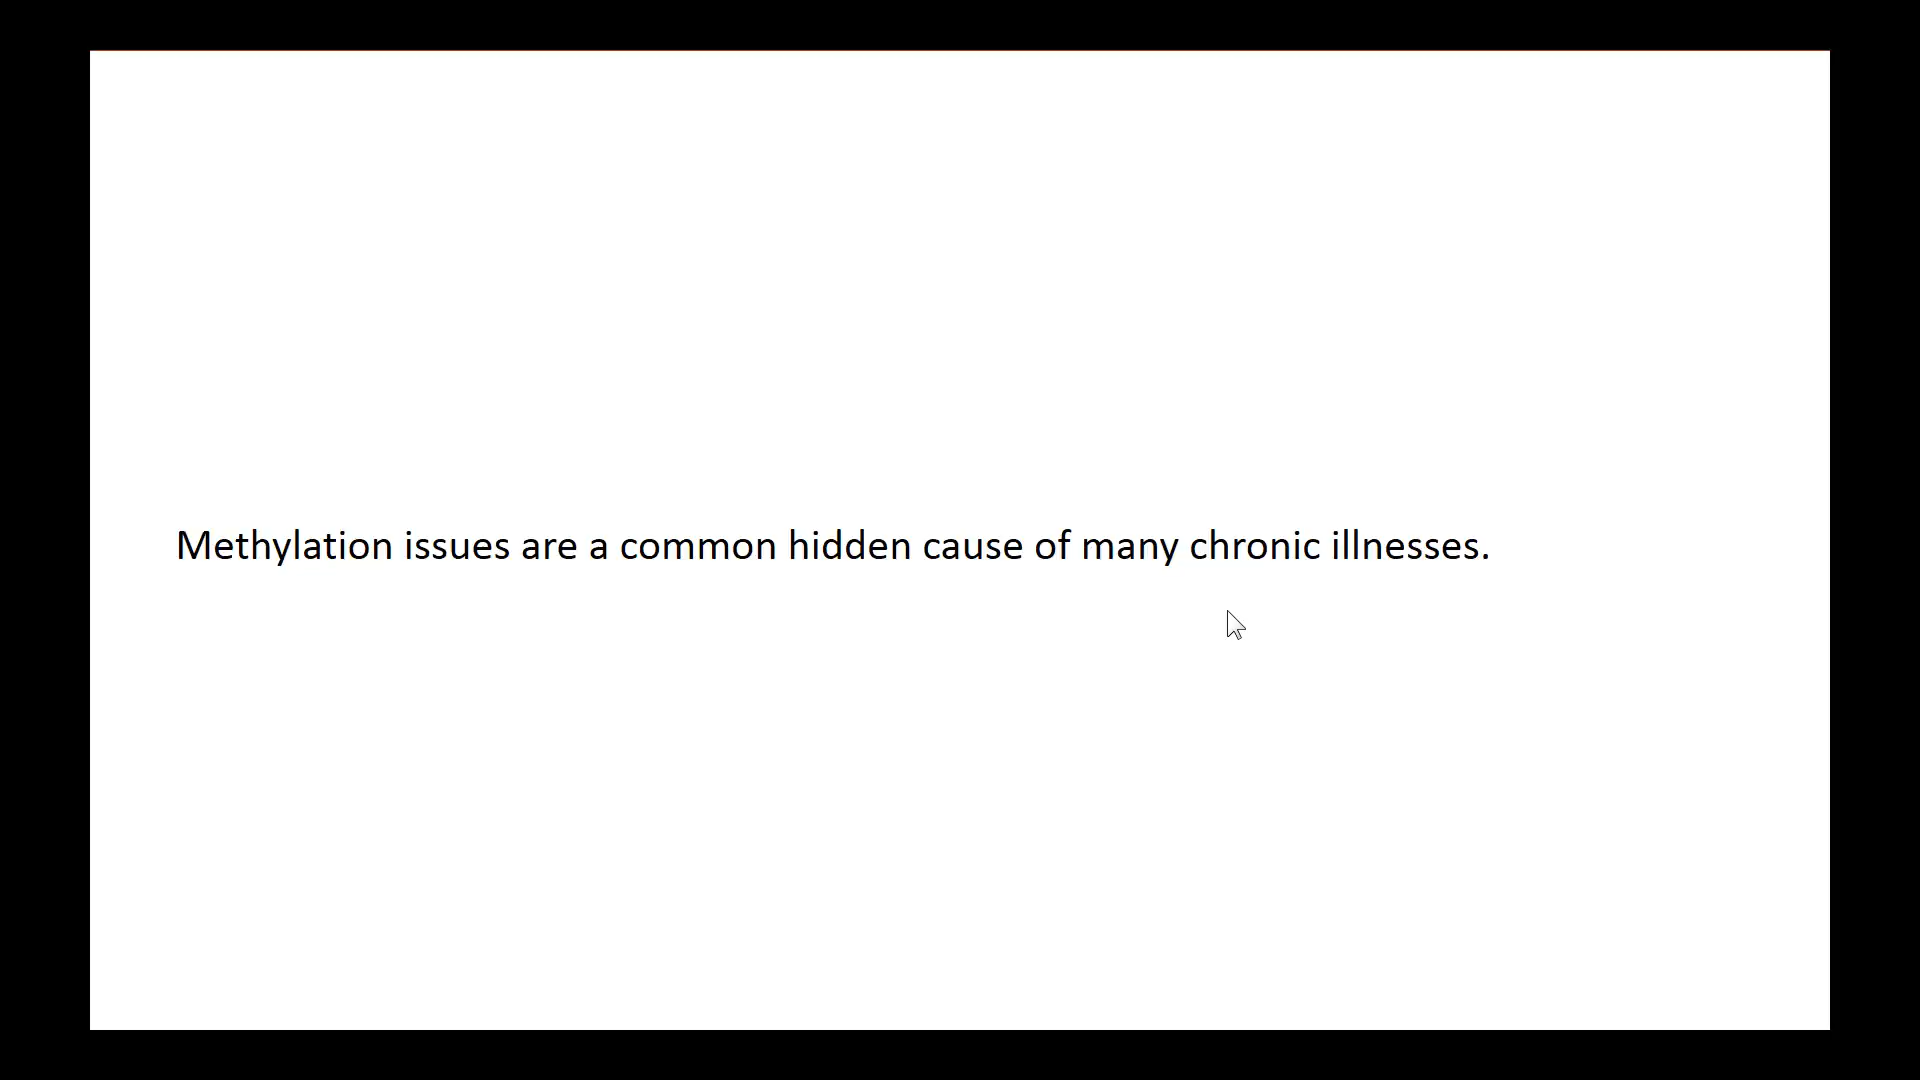 Methylation issues are a common hidden cause of many chronic illnesses.